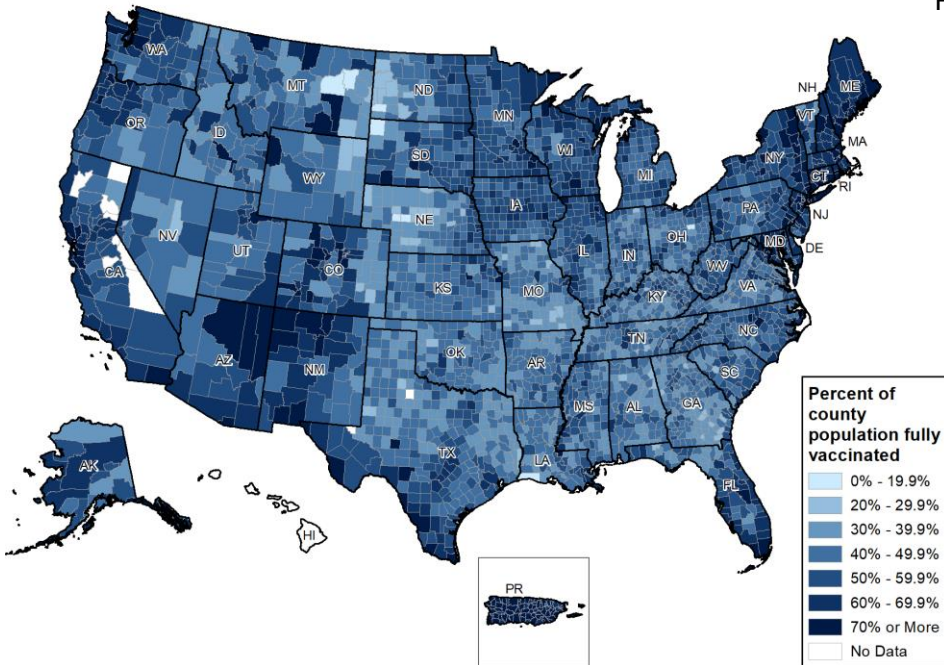 WA
MT
ND
MN
OR
ID
SD
WI
WY
MI
NH
ME
VT
MA
NY
CT
RI
NJ
PA
IA
NE
NV
UT
CO
CA
IL
IN
OH
MD
DE
WV
VA
KS
MO
KY
NC
TN
AZ
NM
OK
AR
SC
MS
AL
GA
TX
LA
FL
AK
HI
PR
Percent of
county
population fully
vaccinated
0% - 19.9%
20% - 29.9%
30% - 39.9%
40% - 49.9%
50% - 59.9%
60% - 69.9%
70% or More
No Data